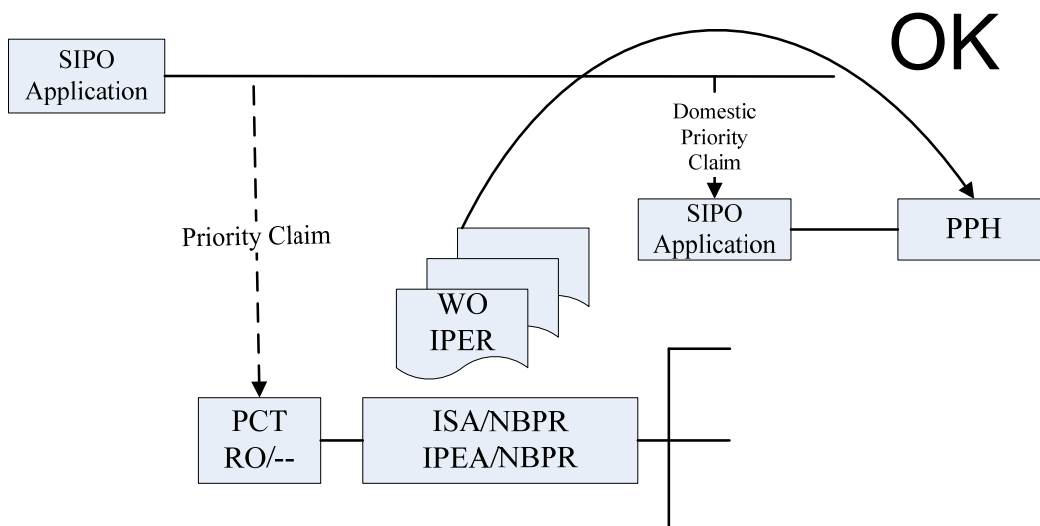 OK
SIPO
Application
Domestic
Priority
Claim
Priority Claim
SIPO
Application
PPH
WO
IPER
PCT
RO/--
ISA/NBPR
IPEA/NBPR